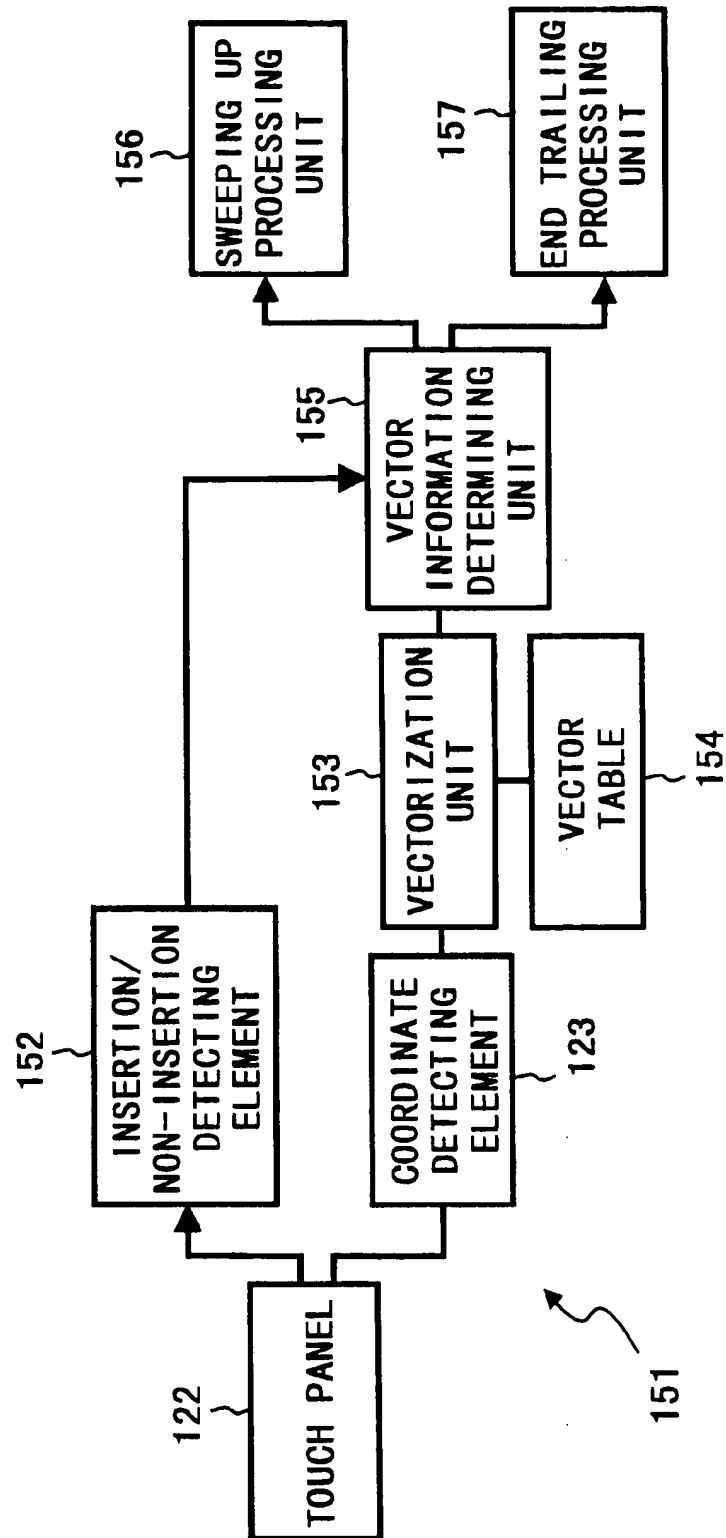 122
TOUCH PANEL
152
INSERTION/
NON-INSERTION
DETECTING
ELEMENT
COORDINATE
DETECTING
ELEMENT
123
153
VECTORIZATION
UNIT
VECTOR
TABLE
154
155
VECTOR
INFORMATION
DETERMINING
UNIT
156
SWEEPING UP
PROCESSING
UNIT
157
END TRAILING
PROCESSING
UNIT
151